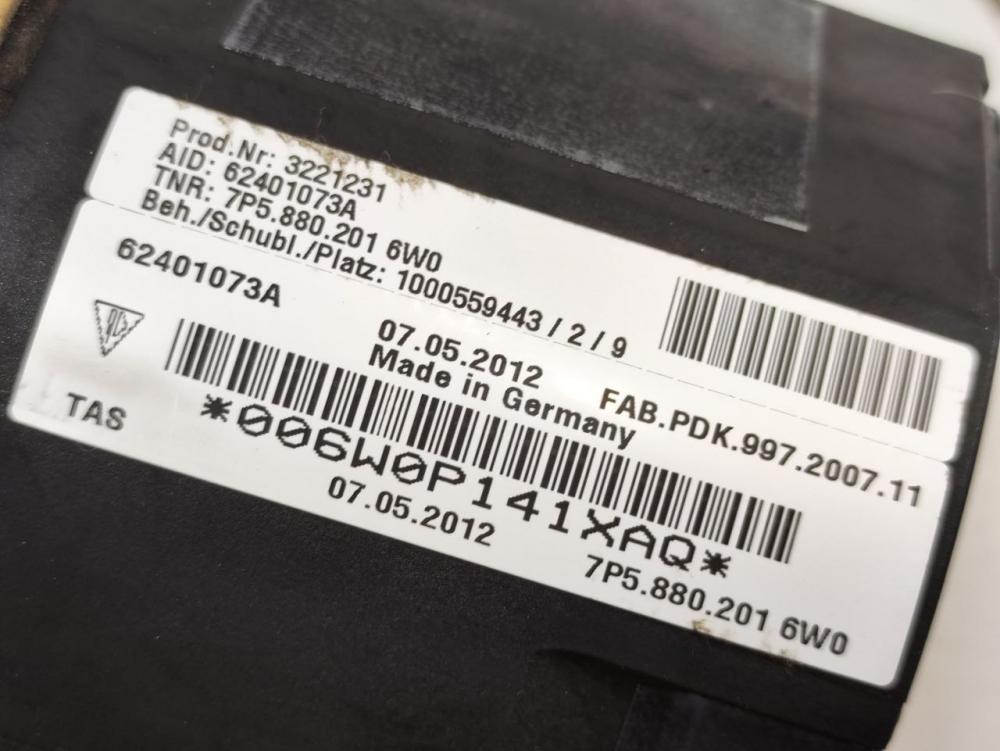 Prod.Nr: 3221231
AID: 62401073A
TNR: 7P5.880.201 6W0
Beh./Schubl./Platz: 1000559443 / 2 / 9
62401073A
07.05.2012 FAB.PDK.997.2007.11
Made in Germany
*006W0P141XAQ*
TAS
07.05.2012
7P5.880.201 6W0